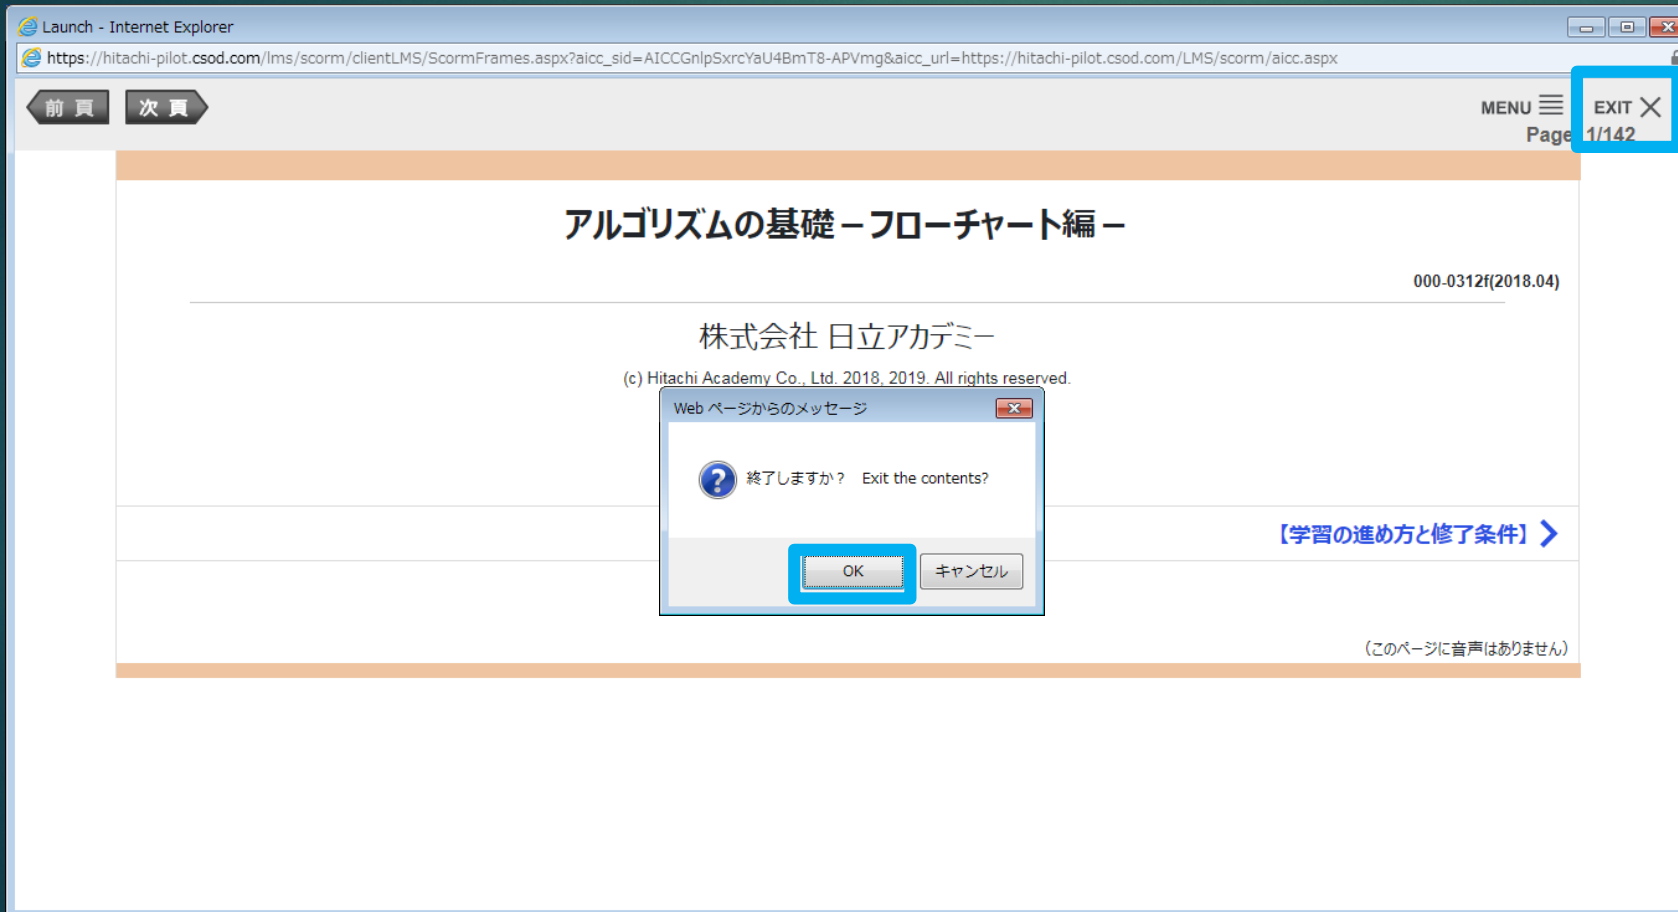 Launch - Internet Explorer
https://hitachi-pilot.csod.com/lms/scorm/clientLMS/ScormFrames.aspx?aicc_sid=AICCGnlpSxrcYaU4BmT8-APVmg&aicc_url=https://hitachi-pilot.csod.com/LMS/scorm/aicc.aspx
前 頁 次 頁 MENU EXIT
Page 1/142
アルゴリズムの基礎－フローチャート編－
000-0312f(2018.04)
株式会社 日立アカデミー
(c) Hitachi Academy Co., Ltd. 2018, 2019. All rights reserved.
Web ページからのメッセージ
終了しますか？ Exit the contents?
OK キャンセル
【学習の進め方と修了条件】
（このページに音声はありません）